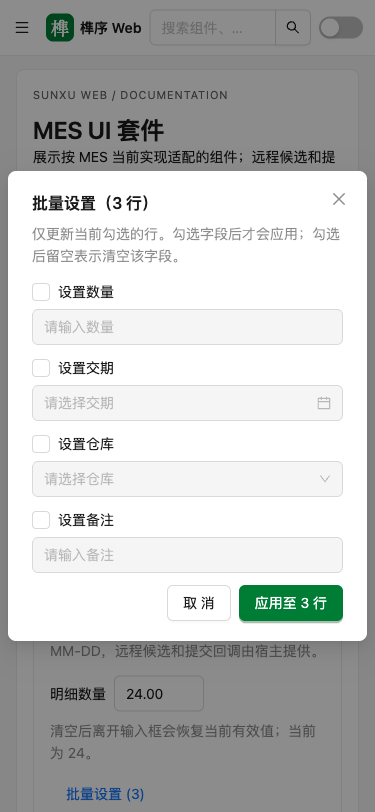 榫 榫序 Web 搜索组件、...
SUNXU WEB / DOCUMENTATION
MES UI 套件
展示按 MES 当前实现适配的组件；远程候选和提
批量设置（3 行）
仅更新当前勾选的行。勾选字段后才会应用；勾选
后留空表示清空该字段。
设置数量
请输入数量
设置交期
请选择交期
设置仓库
请选择仓库
设置备注
请输入备注
取 消 应用至 3 行
MM-DD，远程候选和提交回调由宿主提供。
明细数量 24.00
清空后离开输入框会恢复当前有效值；当前
为 24。
批量设置 (3)